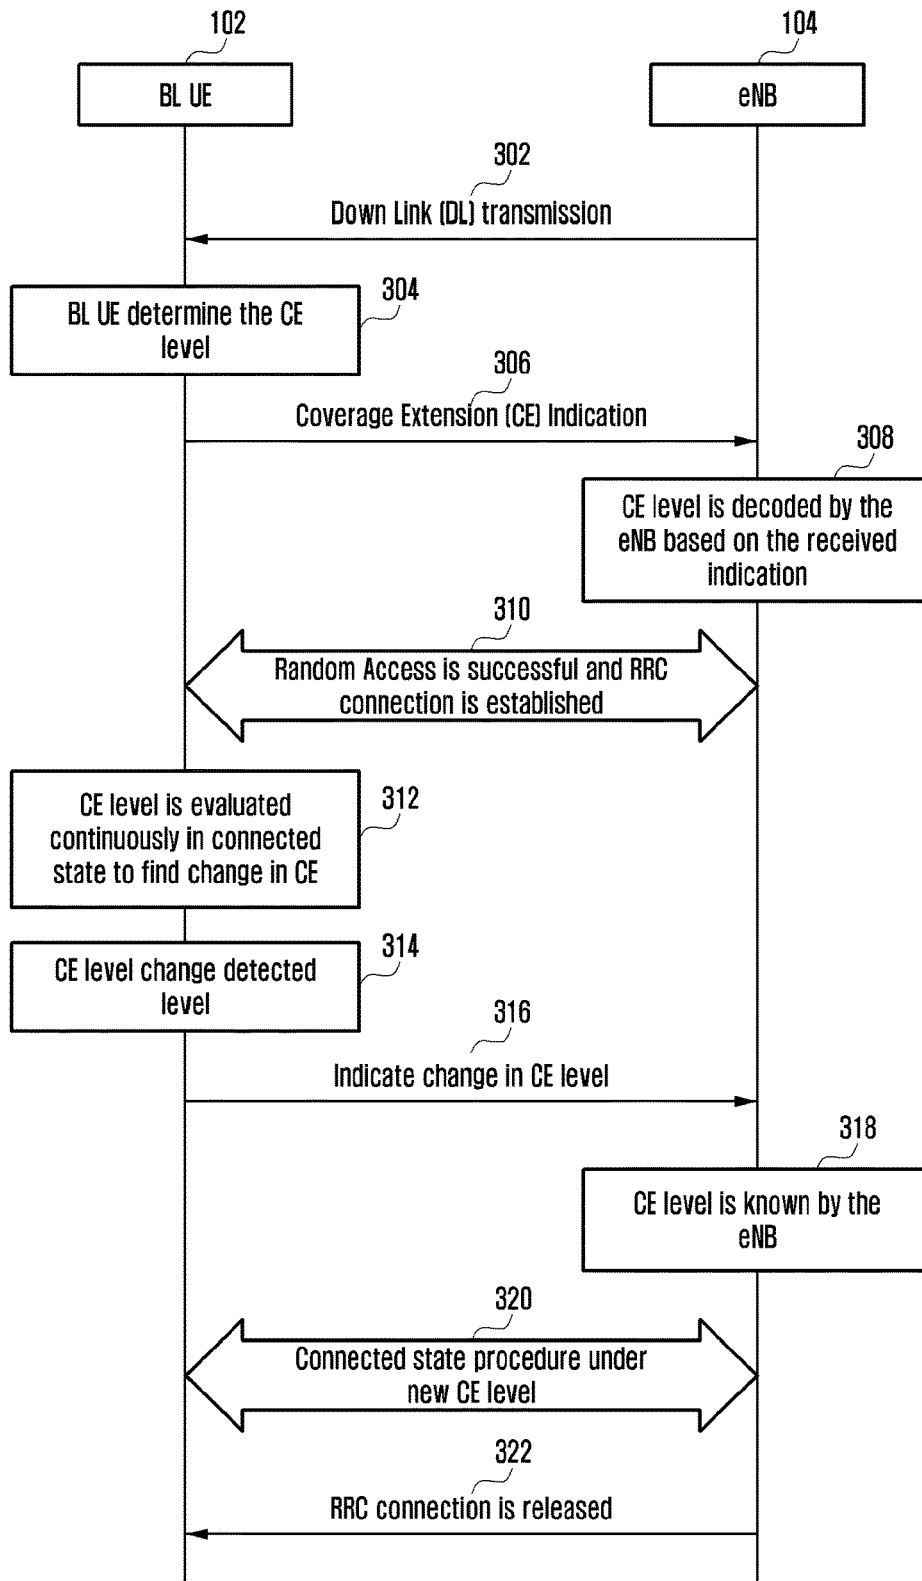 102
104
BL UE
eNB
302
Down Link (DL) transmission
304
BL UE determine the CE
level
306
Coverage Extension (CE) Indication
308
CE level is decoded by the
eNB based on the received
indication
310
Random Access is successful and RRC
connection is established
312
CE level is evaluated
continuously in connected
state to find change in CE
314
CE level change detected
level
316
Indicate change in CE level
318
CE level is known by the
eNB
320
Connected state procedure under
new CE level
322
RRC connection is released